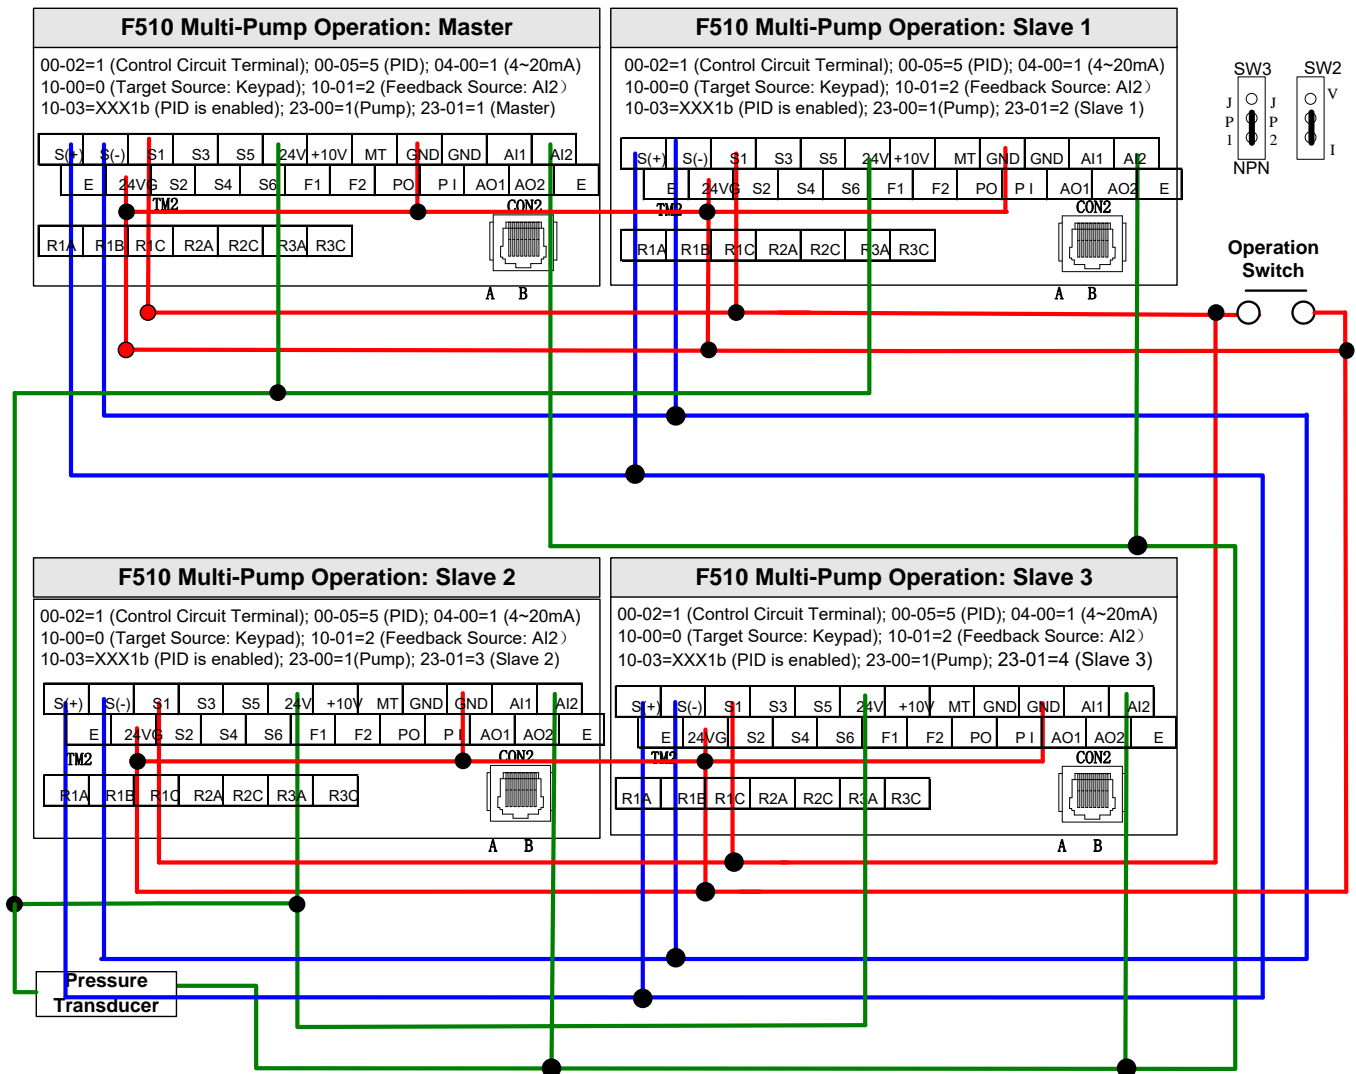 F510 Multi-Pump Operation: Master
00-02=1 (Control Circuit Terminal); 00-05=5 (PID); 04-00=1 (4~20mA)
10-00=0 (Target Source: Keypad); 10-01=2 (Feedback Source: AI2）
10-03=XXX1b (PID is enabled); 23-00=1(Pump); 23-01=1 (Master)
S(+) S(-) S1 S3 S5 24V +10V MT GND GND AI1 AI2
E 24VG S2 S4 S6 F1 F2 PO P I AO1 AO2 E
TM2 CON2
R1A R1B R1C R2A R2C R3A R3C
A B
F510 Multi-Pump Operation: Slave 1
00-02=1 (Control Circuit Terminal); 00-05=5 (PID); 04-00=1 (4~20mA)
10-00=0 (Target Source: Keypad); 10-01=2 (Feedback Source: AI2）
10-03=XXX1b (PID is enabled); 23-00=1(Pump); 23-01=2 (Slave 1)
S(+) S(-) S1 S3 S5 24V +10V MT GND GND AI1 AI2
E 24VG S2 S4 S6 F1 F2 PO P I AO1 AO2 E
TM2 CON2
R1A R1B R1C R2A R2C R3A R3C
A B
SW3 SW2
J J V
P P
1 2 I
NPN
Operation
Switch
F510 Multi-Pump Operation: Slave 2
00-02=1 (Control Circuit Terminal); 00-05=5 (PID); 04-00=1 (4~20mA)
10-00=0 (Target Source: Keypad); 10-01=2 (Feedback Source: AI2）
10-03=XXX1b (PID is enabled); 23-00=1(Pump); 23-01=3 (Slave 2)
S(+) S(-) S1 S3 S5 24V +10V MT GND GND AI1 AI2
E 24VG S2 S4 S6 F1 F2 PO P I AO1 AO2 E
TM2 CON2
R1A R1B R1C R2A R2C R3A R3C
A B
F510 Multi-Pump Operation: Slave 3
00-02=1 (Control Circuit Terminal); 00-05=5 (PID); 04-00=1 (4~20mA)
10-00=0 (Target Source: Keypad); 10-01=2 (Feedback Source: AI2）
10-03=XXX1b (PID is enabled); 23-00=1(Pump); 23-01=4 (Slave 3)
S(+) S(-) S1 S3 S5 24V +10V MT GND GND AI1 AI2
E 24VG S2 S4 S6 F1 F2 PO P I AO1 AO2 E
TM2 CON2
R1A R1B R1C R2A R2C R3A R3C
A B
Pressure
Transducer